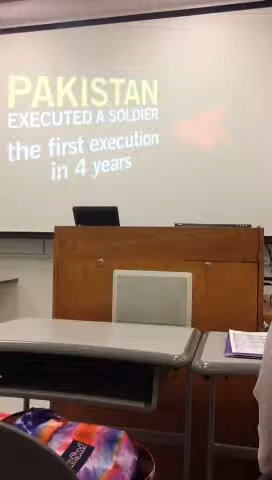 PAKISTAN
EXECUTED A SOLDIER
the first execution
in 4 years